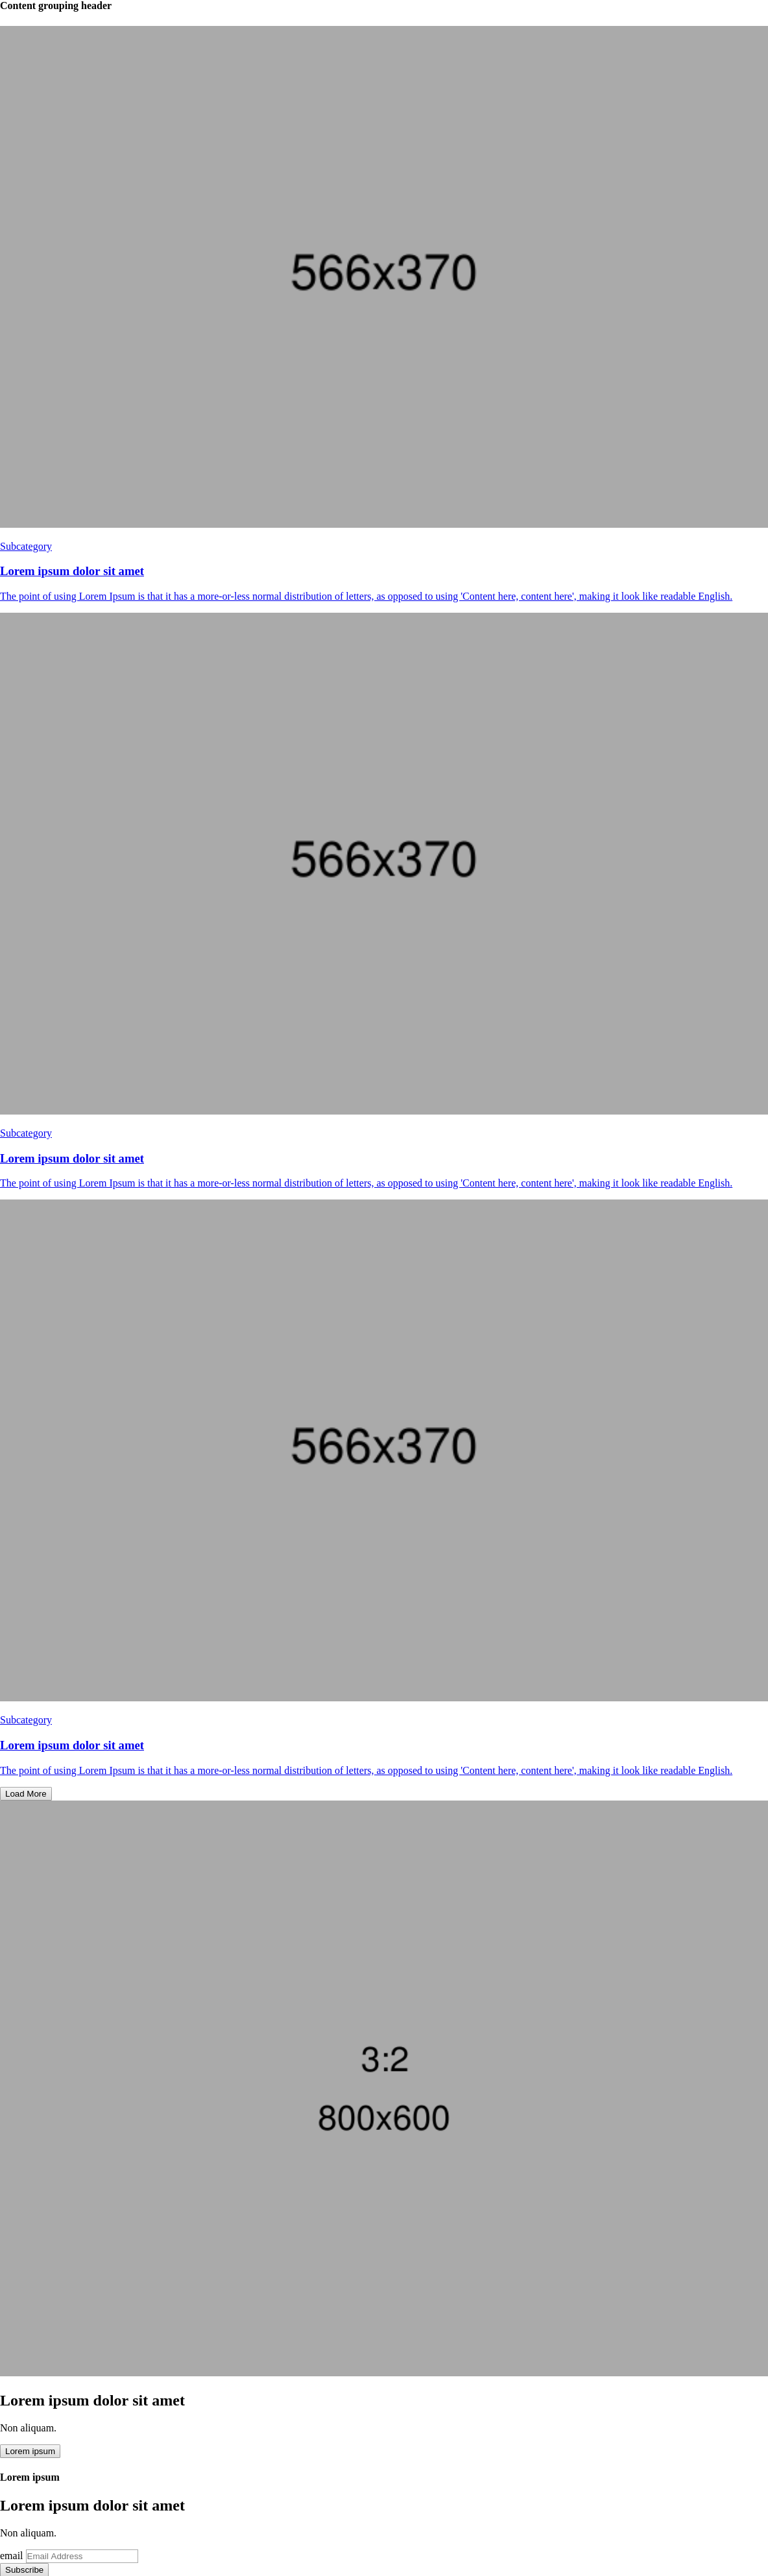 Content grouping header
566x370
Subcategory
Lorem ipsum dolor sit amet
The point of using Lorem Ipsum is that it has a more-or-less normal distribution of letters, as opposed to using 'Content here, content here', making it look like readable English.
566x370
Subcategory
Lorem ipsum dolor sit amet
The point of using Lorem Ipsum is that it has a more-or-less normal distribution of letters, as opposed to using 'Content here, content here', making it look like readable English.
566x370
Subcategory
Lorem ipsum dolor sit amet
The point of using Lorem Ipsum is that it has a more-or-less normal distribution of letters, as opposed to using 'Content here, content here', making it look like readable English.
Load More
3:2
800x600
Lorem ipsum dolor sit amet
Non aliquam.
Lorem ipsum
Lorem ipsum
Lorem ipsum dolor sit amet
Non aliquam.
email Email Address
Subscribe